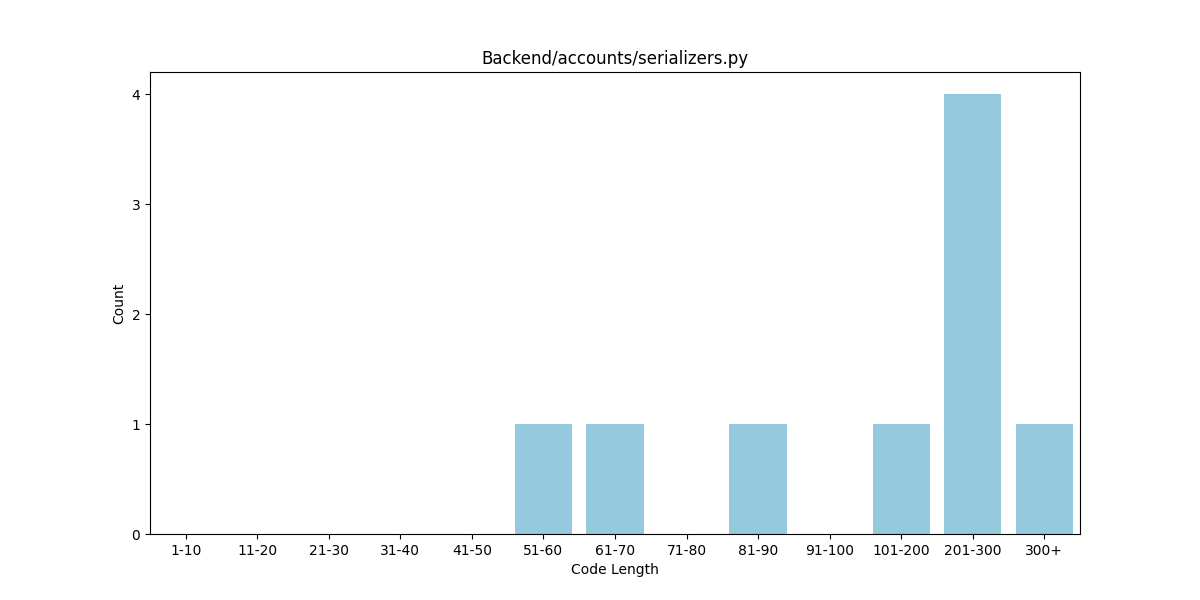 Backend/accounts/serializers.py
4
3
2
1
0
Count
1-10 11-20 21-30 31-40 41-50 51-60 61-70 71-80 81-90 91-100 101-200 201-300 300+
Code Length